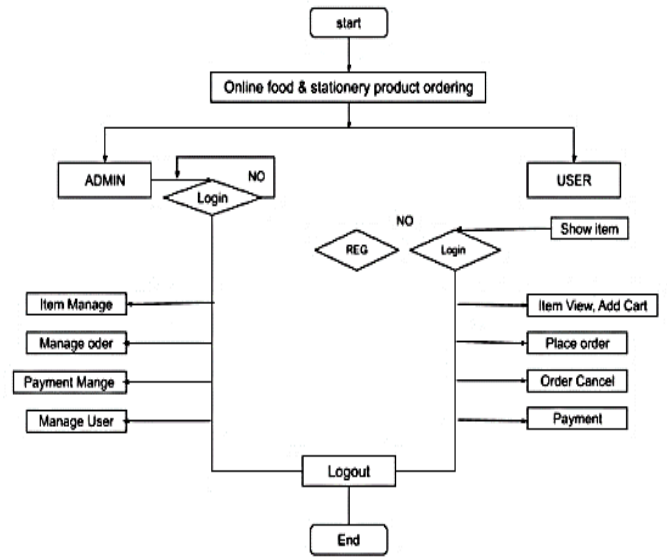 start
Online food & stationery product ordering
ADMIN
NO
Login
USER
NO
Show item
REG
Login
Item Manage
Item View, Add Cart
Manage oder
Place order
Payment Mange
Order Cancel
Manage User
Payment
Logout
End